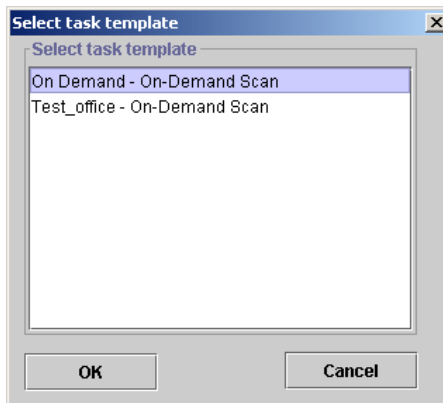 Select task template
Select task template
On Demand - On-Demand Scan
Test_office - On-Demand Scan
OK
Cancel